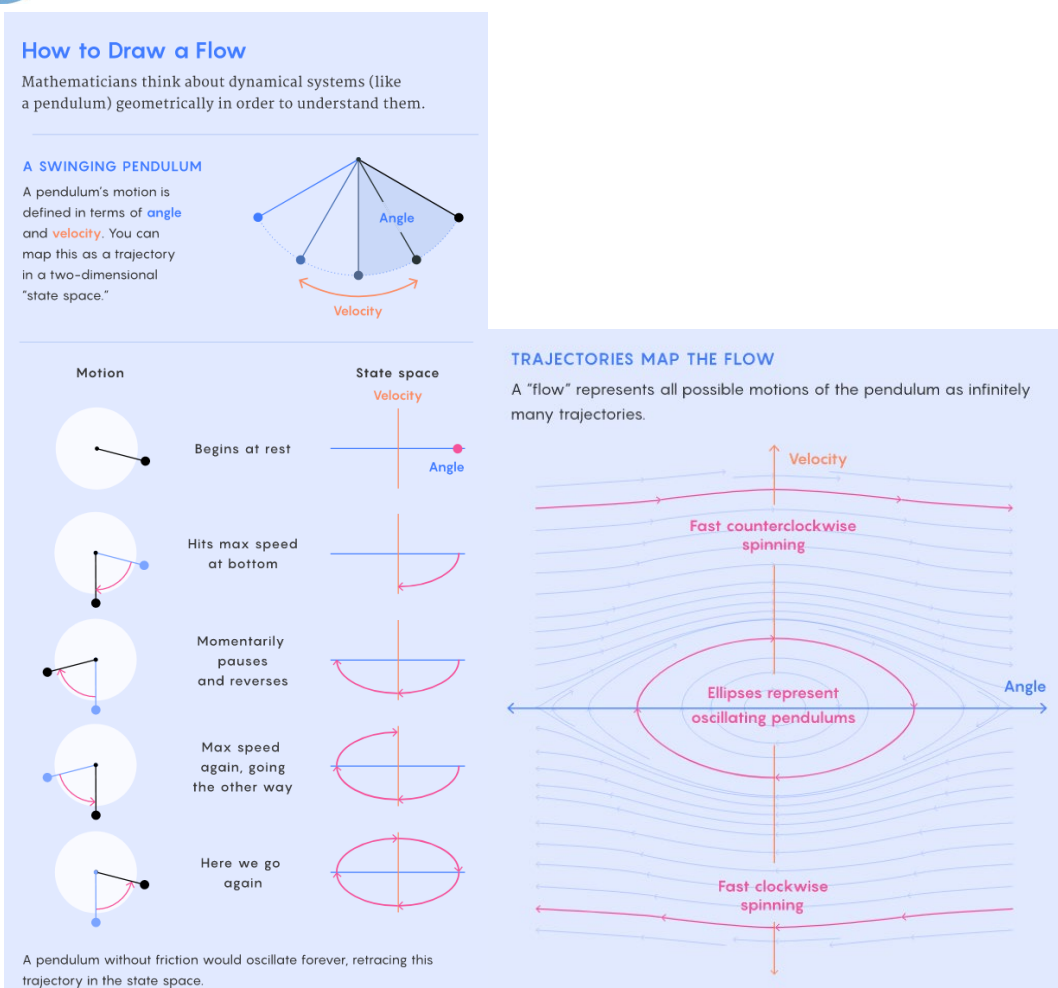 How to Draw a Flow
Mathematicians think about dynamical systems (like
a pendulum) geometrically in order to understand them.
A SWINGING PENDULUM
A pendulum's motion is
defined in terms of angle
and velocity. You can
map this as a trajectory
in a two-dimensional
"state space."
Angle
Velocity
Motion
State space
Velocity
Begins at rest
Angle
Hits max speed
at bottom
Momentarily
pauses
and reverses
Max speed
again, going
the other way
Here we go
again
A pendulum without friction would oscillate forever, retracing this
trajectory in the state space.
TRAJECTORIES MAP THE FLOW
A "flow" represents all possible motions of the pendulum as infinitely
many trajectories.
Velocity
Fast counterclockwise
spinning
Angle
Ellipses represent
oscillating pendulums
Fast clockwise
spinning